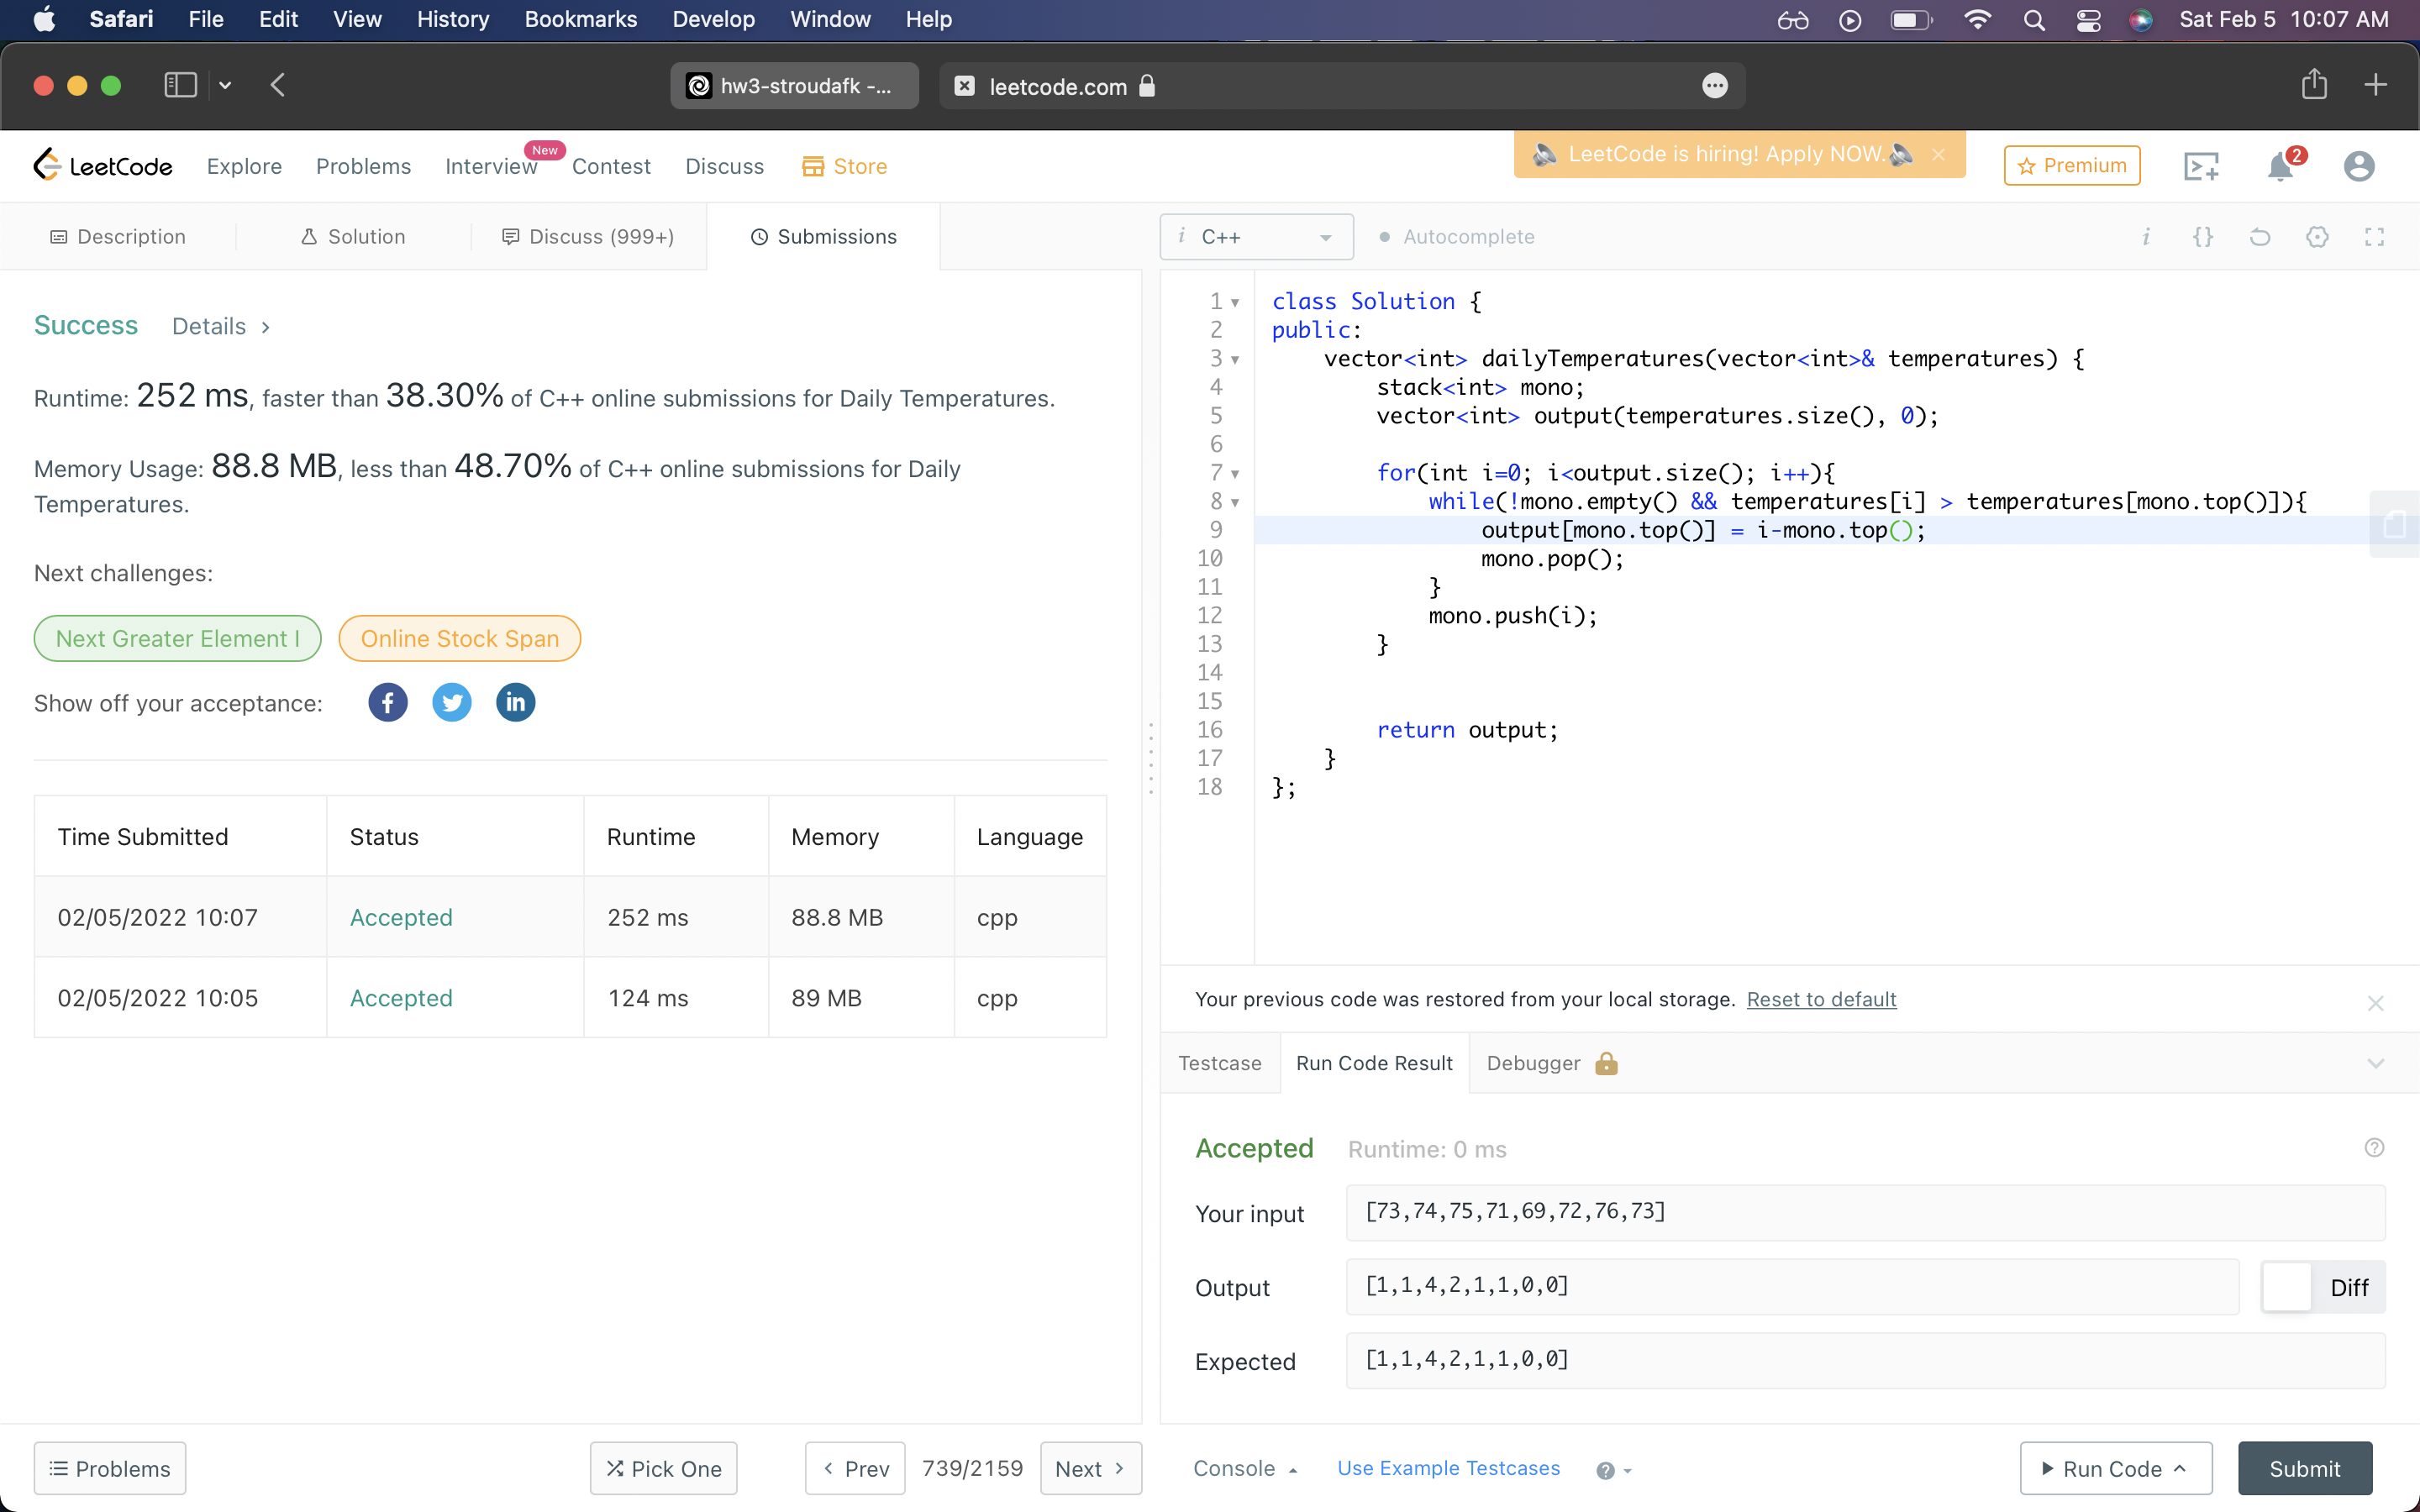 Safari File Edit View History Bookmarks Develop Window Help Sat Feb 5 10:07 AM
hw3-stroudafk -... leetcode.com
LeetCode Explore Problems Interview New Contest Discuss Store LeetCode is hiring! Apply NOW. Premium 2
Description Solution Discuss (999+) Submissions
i C++ Autocomplete i {}
Success Details >
Runtime: 252 ms, faster than 38.30% of C++ online submissions for Daily Temperatures.
Memory Usage: 88.8 MB, less than 48.70% of C++ online submissions for Daily
Temperatures.
Next challenges:
Next Greater Element I Online Stock Span
Show off your acceptance: f in
Time Submitted Status Runtime Memory Language
02/05/2022 10:07 Accepted 252 ms 88.8 MB cpp
02/05/2022 10:05 Accepted 124 ms 89 MB cpp
1 class Solution {
2 public:
3 vector<int> dailyTemperatures(vector<int>& temperatures) {
4 stack<int> mono;
5 vector<int> output(temperatures.size(), 0);
6
7 for(int i=0; i<output.size(); i++){
8 while(!mono.empty() && temperatures[i] > temperatures[mono.top()]){
9 output[mono.top()] = i-mono.top();
10 mono.pop();
11 }
12 mono.push(i);
13 }
14
15
16 return output;
17 }
18 };
Your previous code was restored from your local storage. Reset to default
Testcase Run Code Result Debugger
Accepted Runtime: 0 ms ?
Your input [73,74,75,71,69,72,76,73]
Output [1,1,4,2,1,1,0,0] Diff
Expected [1,1,4,2,1,1,0,0]
Problems Pick One < Prev 739/2159 Next > Console Use Example Testcases ? Run Code Submit